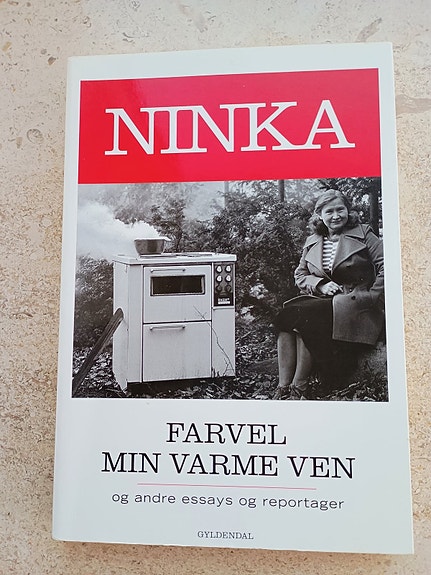 NINKA
FARVEL
MIN VARME VEN
og andre essays og reportager
GYLDENDAL